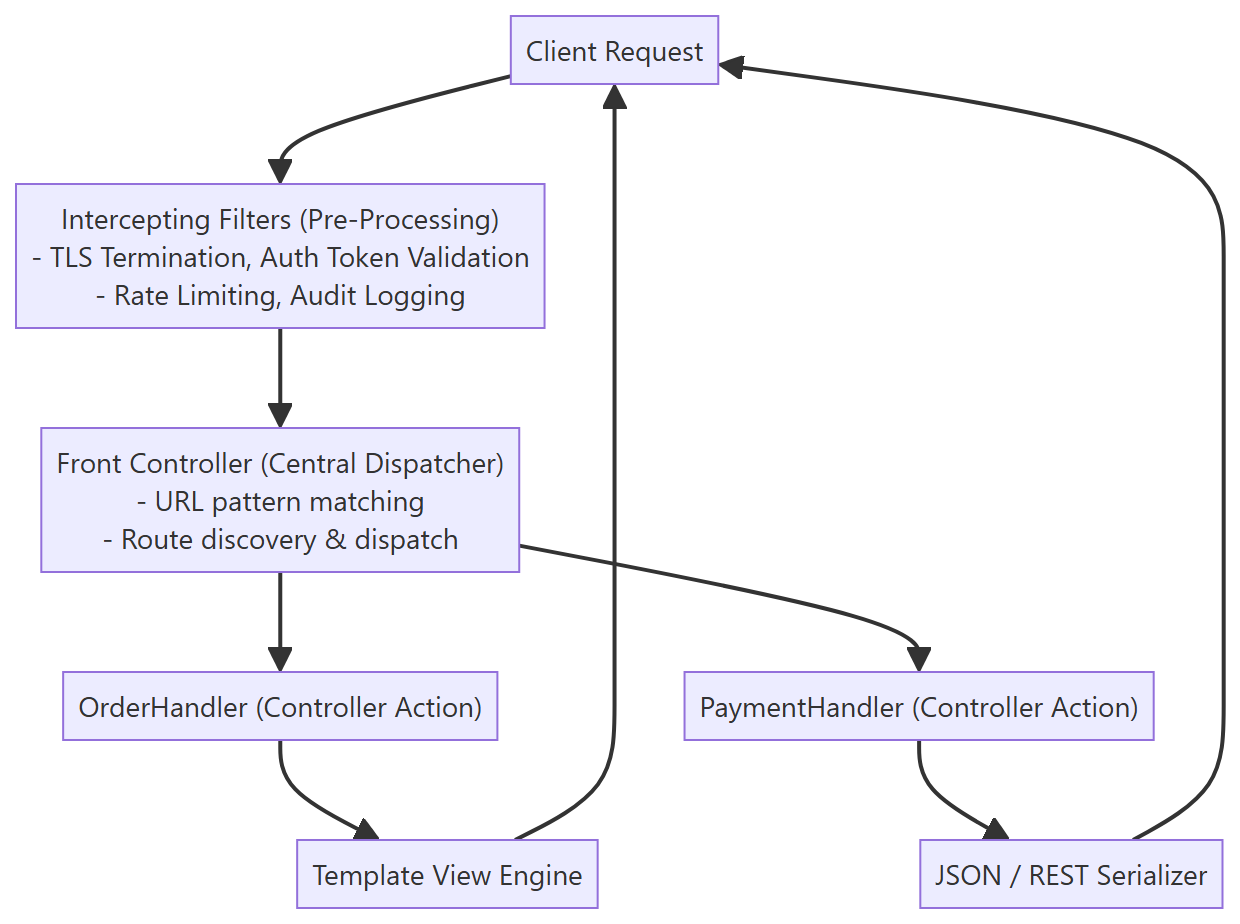 Client Request
Intercepting Filters (Pre-Processing)
- TLS Termination, Auth Token Validation
- Rate Limiting, Audit Logging
Front Controller (Central Dispatcher)
- URL pattern matching
- Route discovery & dispatch
OrderHandler (Controller Action)
PaymentHandler (Controller Action)
Template View Engine
JSON / REST Serializer